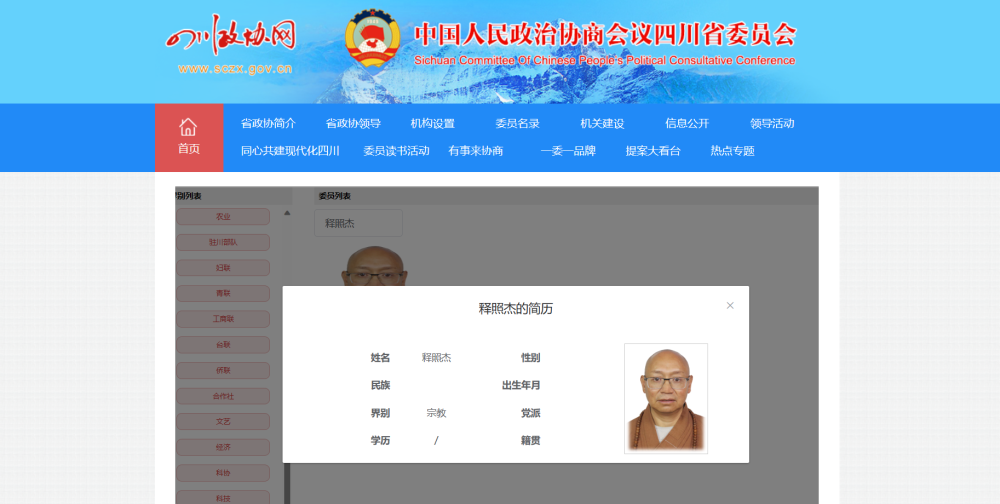 四川政协网
www.sczx.gov.cn
中国人民政治协商会议四川省委员会
Sichuan Committee Of Chinese People's Political Consultative Conference
首页
省政协简介 省政协领导 机构设置 委员名录 机关建设 信息公开 领导活动
同心共建现代化四川 委员读书活动 有事来协商 一委一品牌 提案大看台 热点专题
界别列表
农业
驻川部队
妇联
青联
工商联
台联
侨联
合作社
文艺
经济
科协
科技
委员列表
释照杰
释照杰的简历
×
姓名 释照杰 性别
民族 出生年月
界别 宗教 党派
学历 / 籍贯